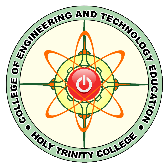 COLLEGE OF ENGINEERING AND TECHNOLOGY EDUCATION
• HOLY TRINITY COLLEGE •